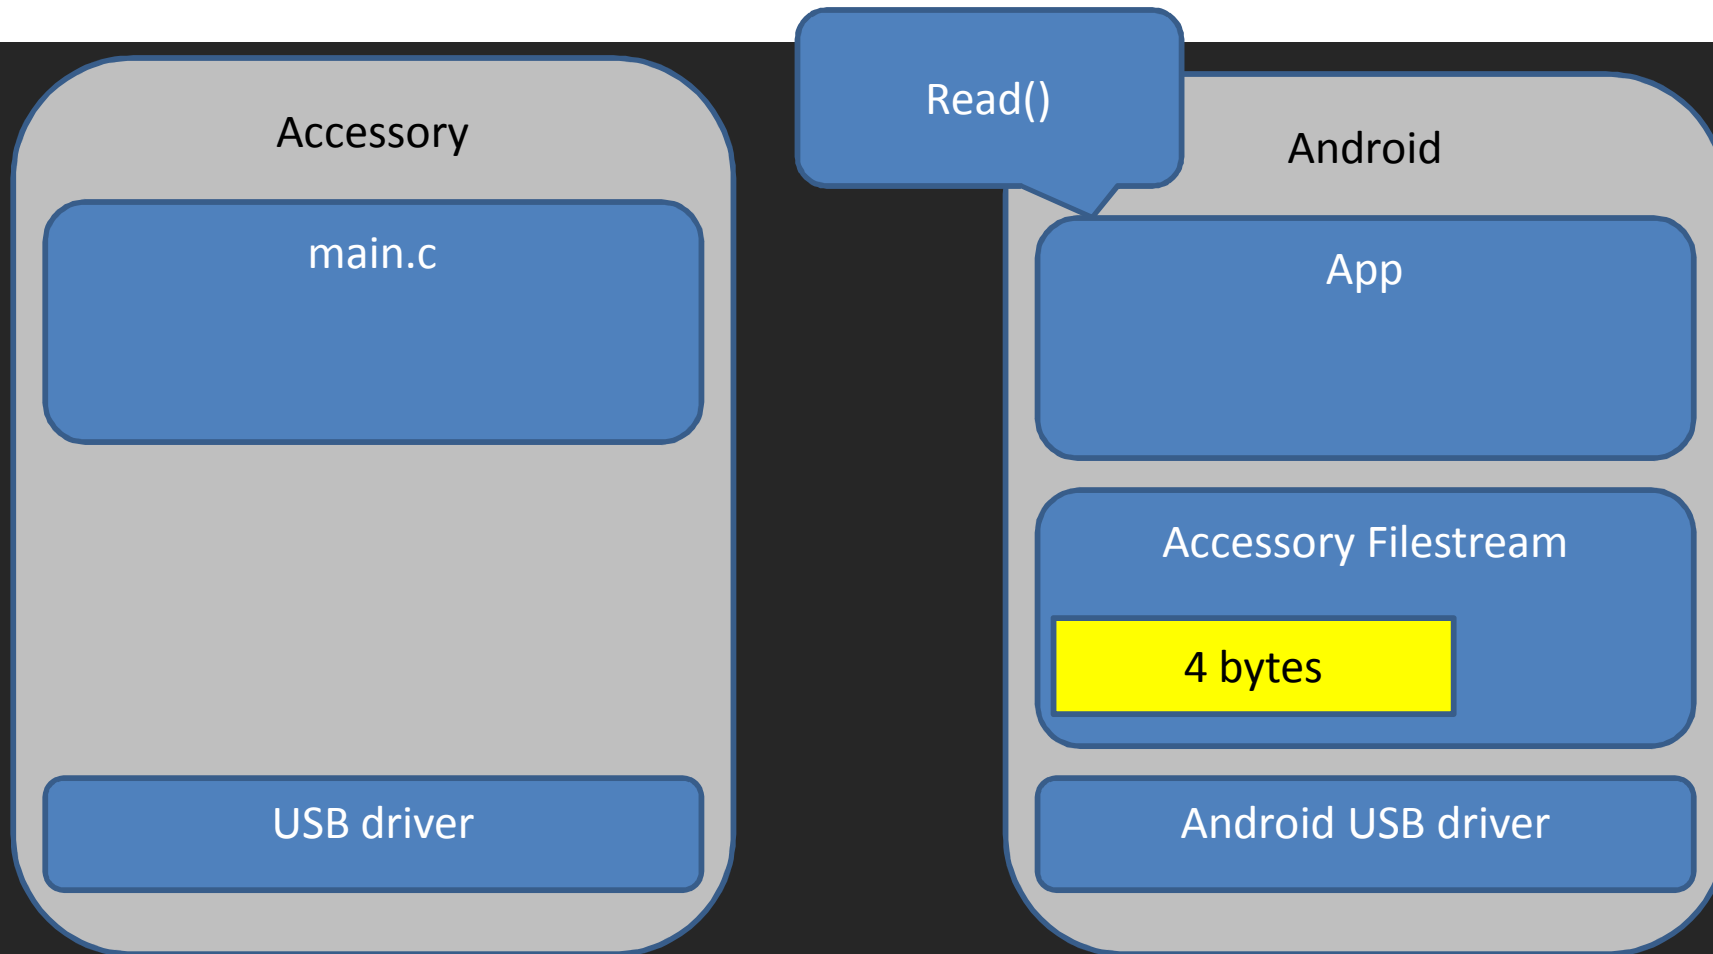 Accessory
main.c
USB driver
Read()
Android
App
Accessory Filestream
4 bytes
Android USB driver